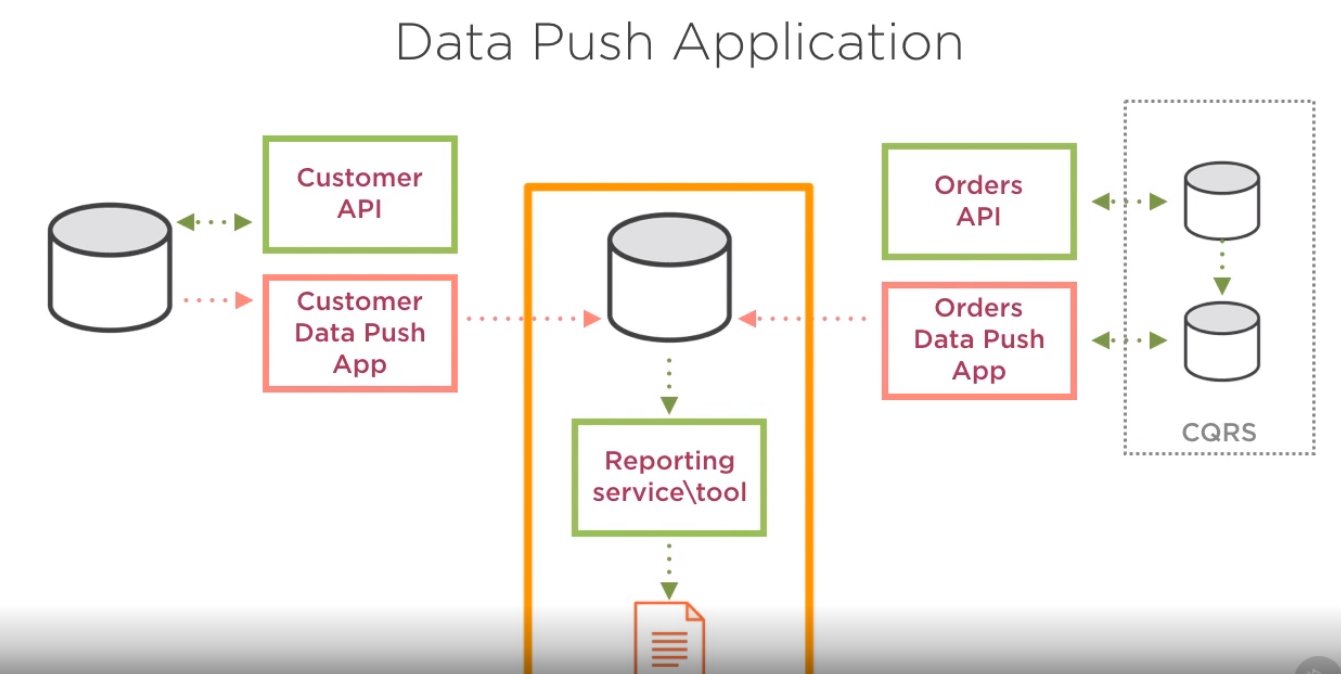 Data Push Application
Customer
API
Customer
Data Push
App
Reporting
service\tool
Orders
API
Orders
Data Push
App
CQRS